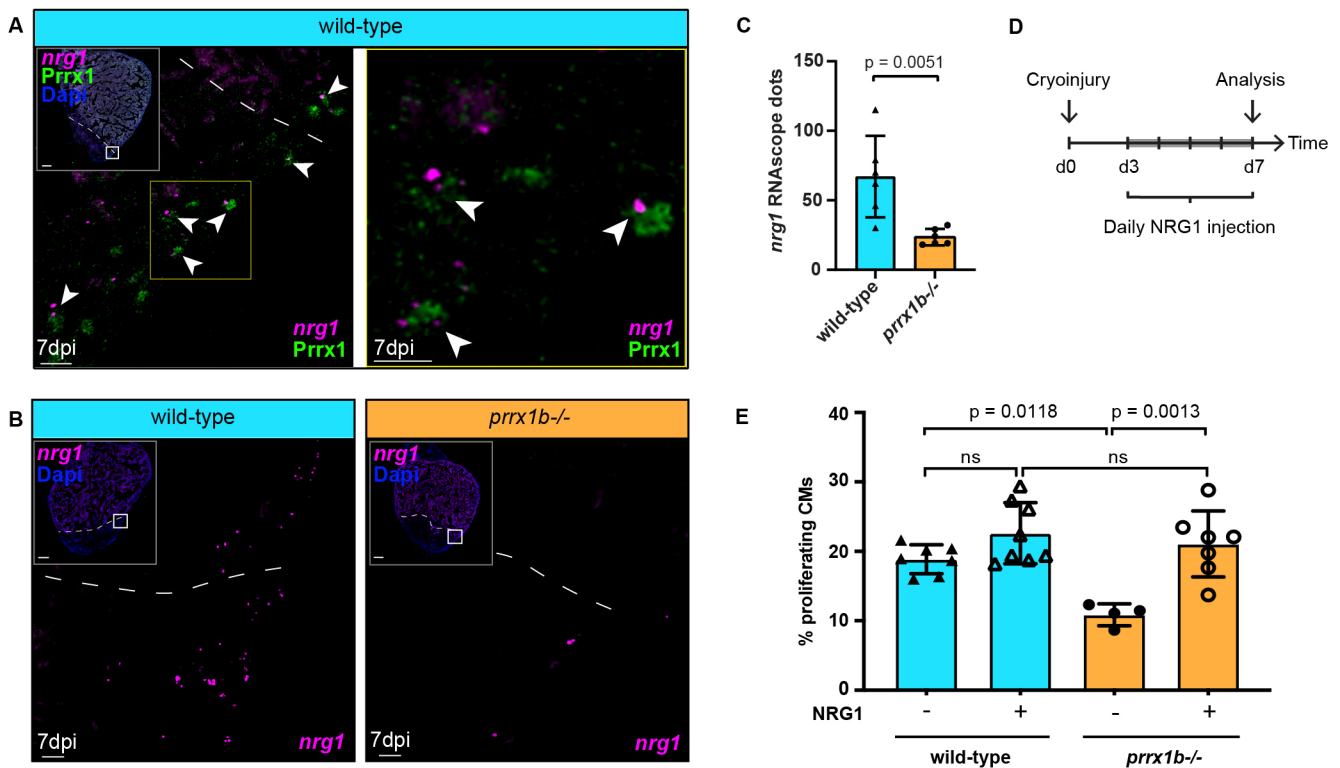 A
wild-type
nrg1
Prrx1
Dapi
7dpi
nrg1
Prrx1
7dpi
nrg1
Prrx1
B
wild-type
nrg1
Dapi
7dpi
nrg1
prrx1b-/-
nrg1
Dapi
7dpi
nrg1
C
nrg1 RNAscope dots
150
100
50
0
p = 0.0051
wild-type
prrx1b-/-
D
Cryoinjury
Analysis
Time
d0
d3
d7
Daily NRG1 injection
E
% proliferating CMs
40
30
20
10
0
p = 0.0118
p = 0.0013
ns
ns
NRG1
-
+
-
+
wild-type
prrx1b-/-